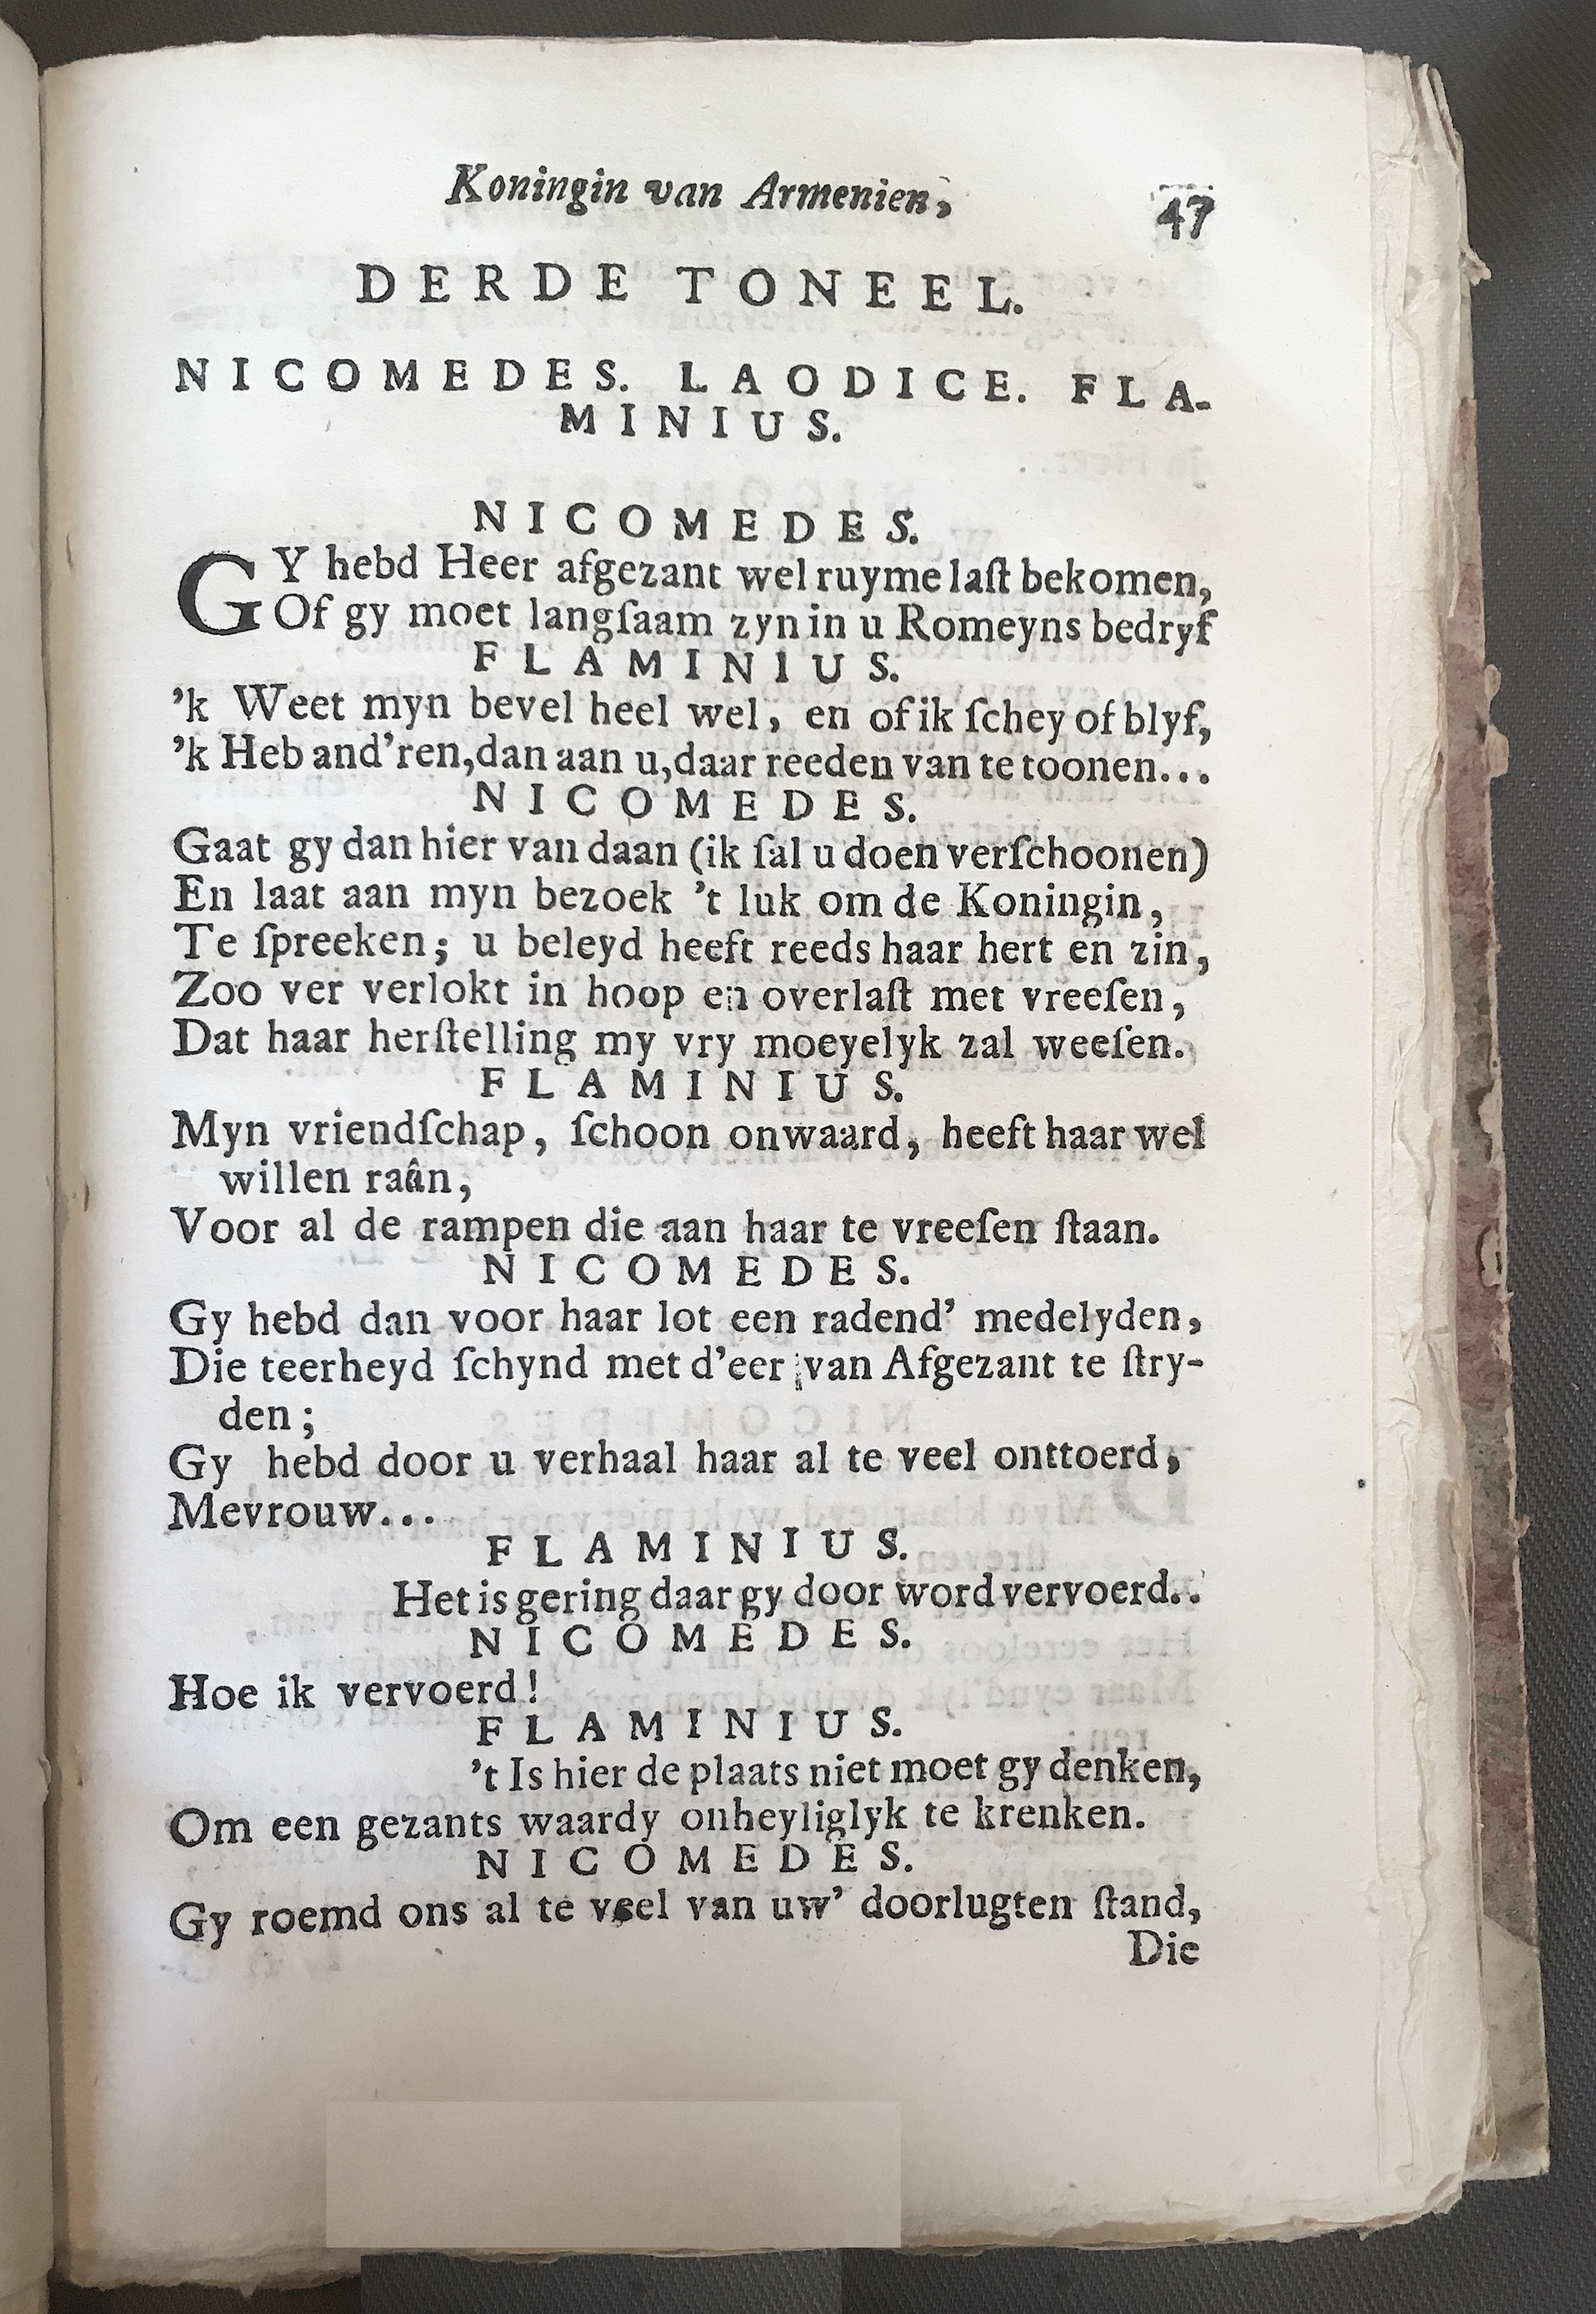 Koningin van Armenien, 47
DERDE TONEEL.
NICOMEDES. LAODICE. FLA-
MINIUS.
NICOMEDES.
GY hebd Heer afgezant wel ruyme laſt bekomen,
Of gy moet langſaam zyn in u Romeyns bedryf
FLAMINIUS.
'k Weet myn bevel heel wel, en of ik ſchey of blyf,
'k Heb and'ren, dan aan u, daar reeden van te toonen...
NICOMEDES.
Gaat gy dan hier van daan (ik ſal u doen verſchoonen)
En laat aan myn bezoek 't luk om de Koningin,
Te ſpreeken; u beleyd heeft reeds haar hert en zin,
Zoo ver verlokt in hoop en overlaſt met vreeſen,
Dat haar herſtelling my vry moeyelyk zal weeſen.
FLAMINIUS.
Myn vriendſchap, ſchoon onwaard, heeft haar wel
willen raân,
Voor al de rampen die aan haar te vreeſen ſtaan.
NICOMEDES.
Gy hebd dan voor haar lot een radend' medelyden,
Die teerheyd ſchynd met d'eer van Afgezant te ſtry-
den;
Gy hebd door u verhaal haar al te veel onttoerd,
Mevrouw...
FLAMINIUS.
Het is gering daar gy door word vervoerd..
NICOMEDES.
Hoe ik vervoerd!
FLAMINIUS.
't Is hier de plaats niet moet gy denken,
Om een gezants waardy onheyliglyk te krenken.
NICOMEDES.
Gy roemd ons al te veel van uw' doorlugten ſtand,
Die